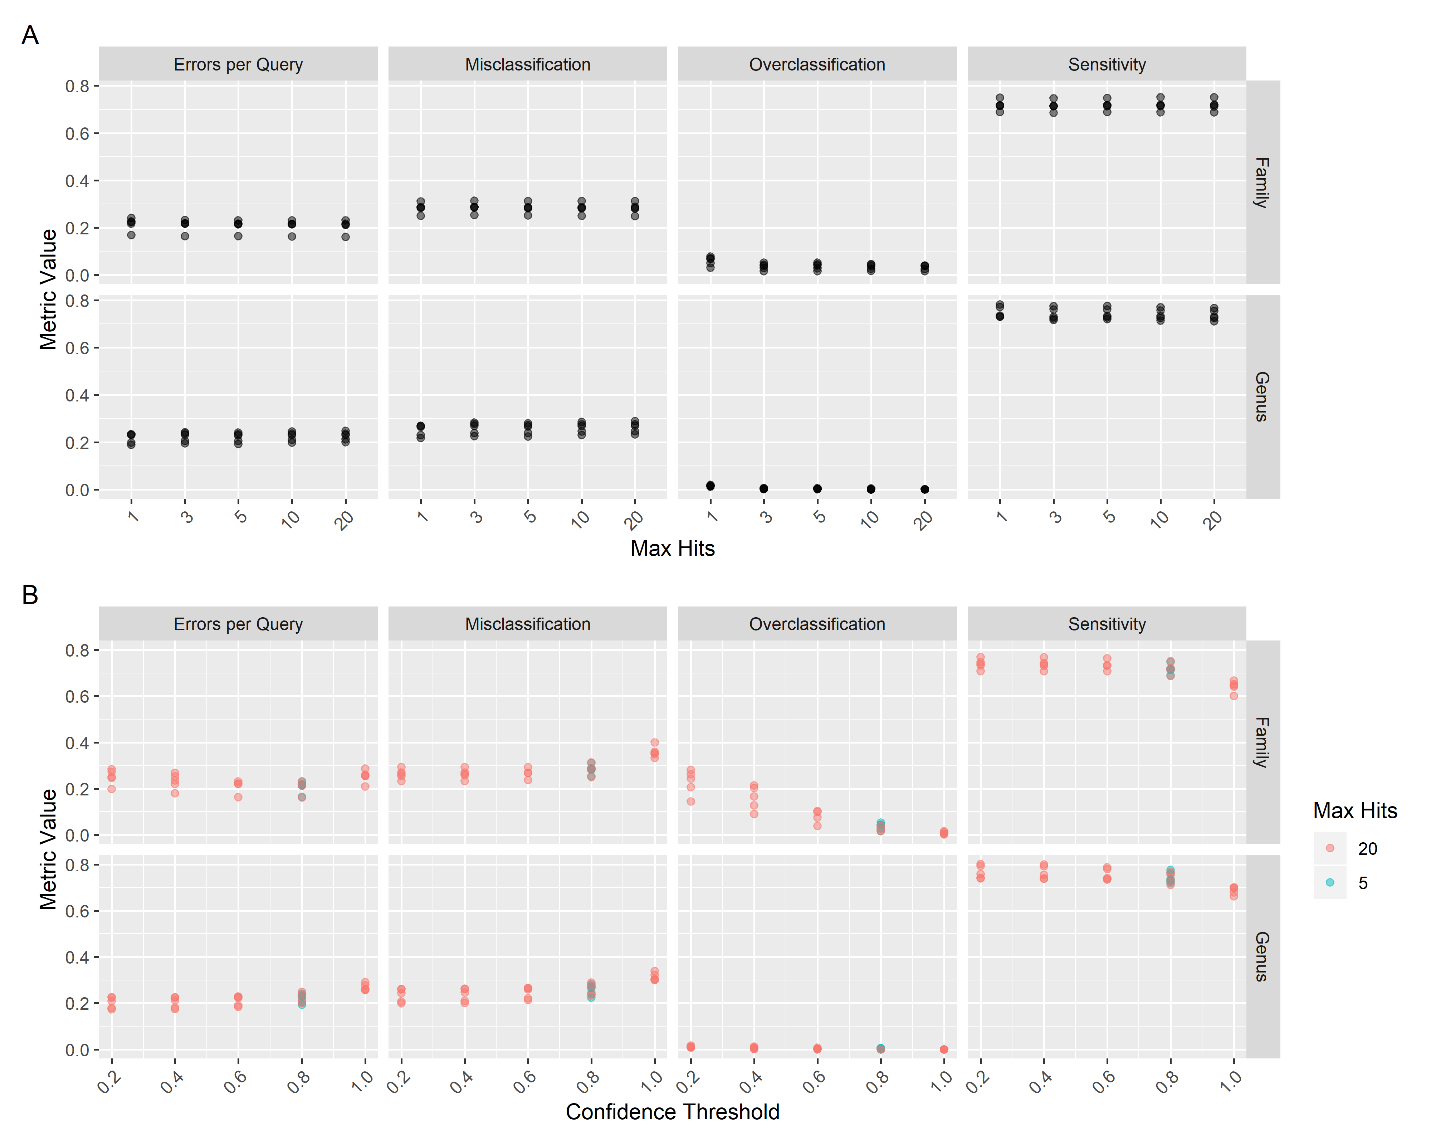 A
Errors per Query Misclassification Overclassification Sensitivity
Metric Value
0.8
0.6
0.4
0.2
0.0
Family
0.8
0.6
0.4
0.2
0.0
Genus
1 3 5 10 20 1 3 5 10 20 1 3 5 10 20 1 3 5 10 20
Max Hits
B
Errors per Query Misclassification Overclassification Sensitivity
Metric Value
0.8
0.6
0.4
0.2
0.0
Family
0.8
0.6
0.4
0.2
0.0
Genus
0.2 0.4 0.6 0.8 1.0 0.2 0.4 0.6 0.8 1.0 0.2 0.4 0.6 0.8 1.0 0.2 0.4 0.6 0.8 1.0
Confidence Threshold
Max Hits
20
5